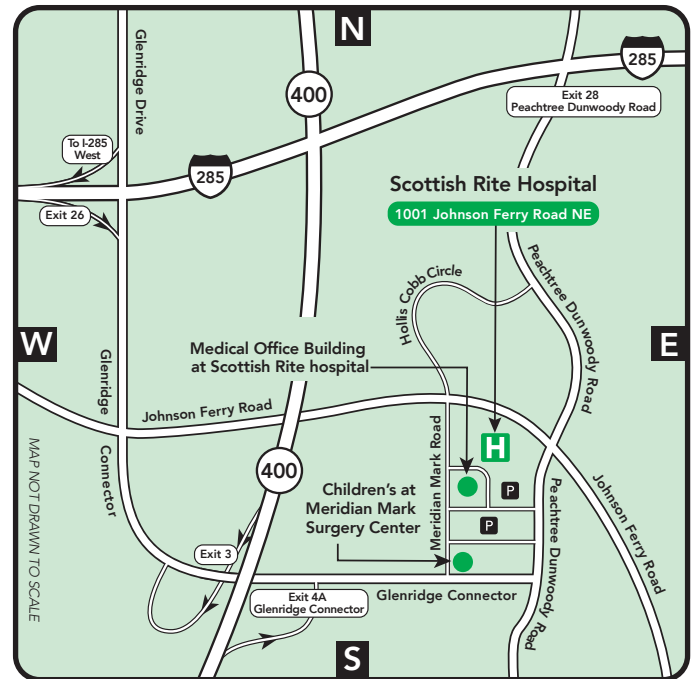 N
Glenridge Drive
400
285
Exit 28
Peachtree Dunwoody Road
To I-285
West
285
Exit 26
Scottish Rite Hospital
1001 Johnson Ferry Road NE
Hollis Cobb Circle
Peachtree Dunwoody Road
W
E
Medical Office Building
at Scottish Rite hospital
Glenridge Connector
Johnson Ferry Road
MAP NOT DRAWN TO SCALE
Meridian Mark Road
H
400
Children's at
Meridian Mark
Surgery Center
P
P
Peachtree Dunwoody Road
Johnson Ferry Road
Exit 3
Exit 4A
Glenridge Connector
Glenridge Connector
S